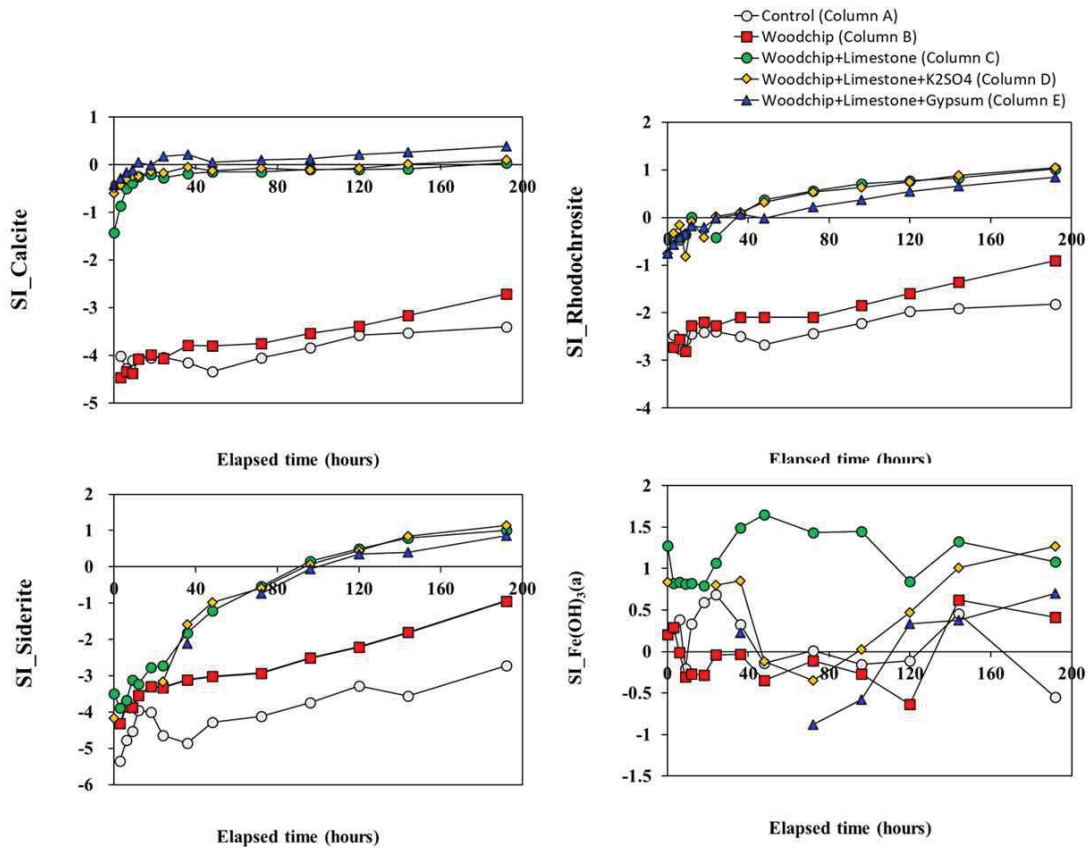 Control (Column A)
Woodchip (Column B)
Woodchip+Limestone (Column C)
Woodchip+Limestone+K2SO4 (Column D)
Woodchip+Limestone+Gypsum (Column E)
SI_Calcite
1
0
-1
-2
-3
-4
-5
0 40 80 120 160 200
Elapsed time (hours)
SI_Rhodochrosite
2
1
0
-1
-2
-3
-4
0 40 80 120 160 200
Elapsed time (hours)
SI_Siderite
2
1
0
-1
-2
-3
-4
-5
-6
0 40 80 120 160 200
Elapsed time (hours)
SI_Fe(OH)3(a)
2
1.5
1
0.5
0
-0.5
-1
-1.5
0 40 80 120 160 200
Elapsed time (hours)